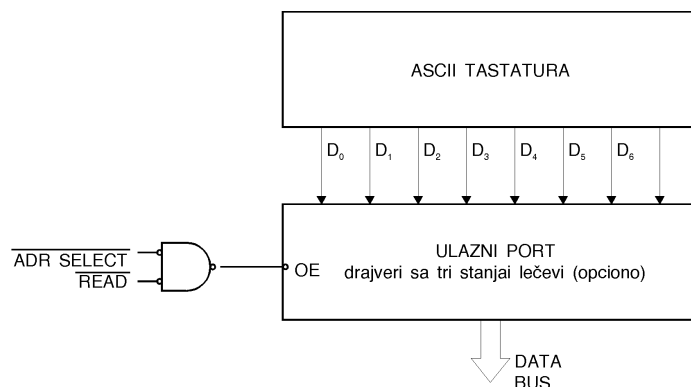 ASCII TASTATURA
D₀ D₁ D₂ D₃ D₄ D₅ D₆
ULAZNI PORT
drajveri sa tri stanjai lečevi (opciono)
ADR SELECT
READ
OE
DATA
BUS